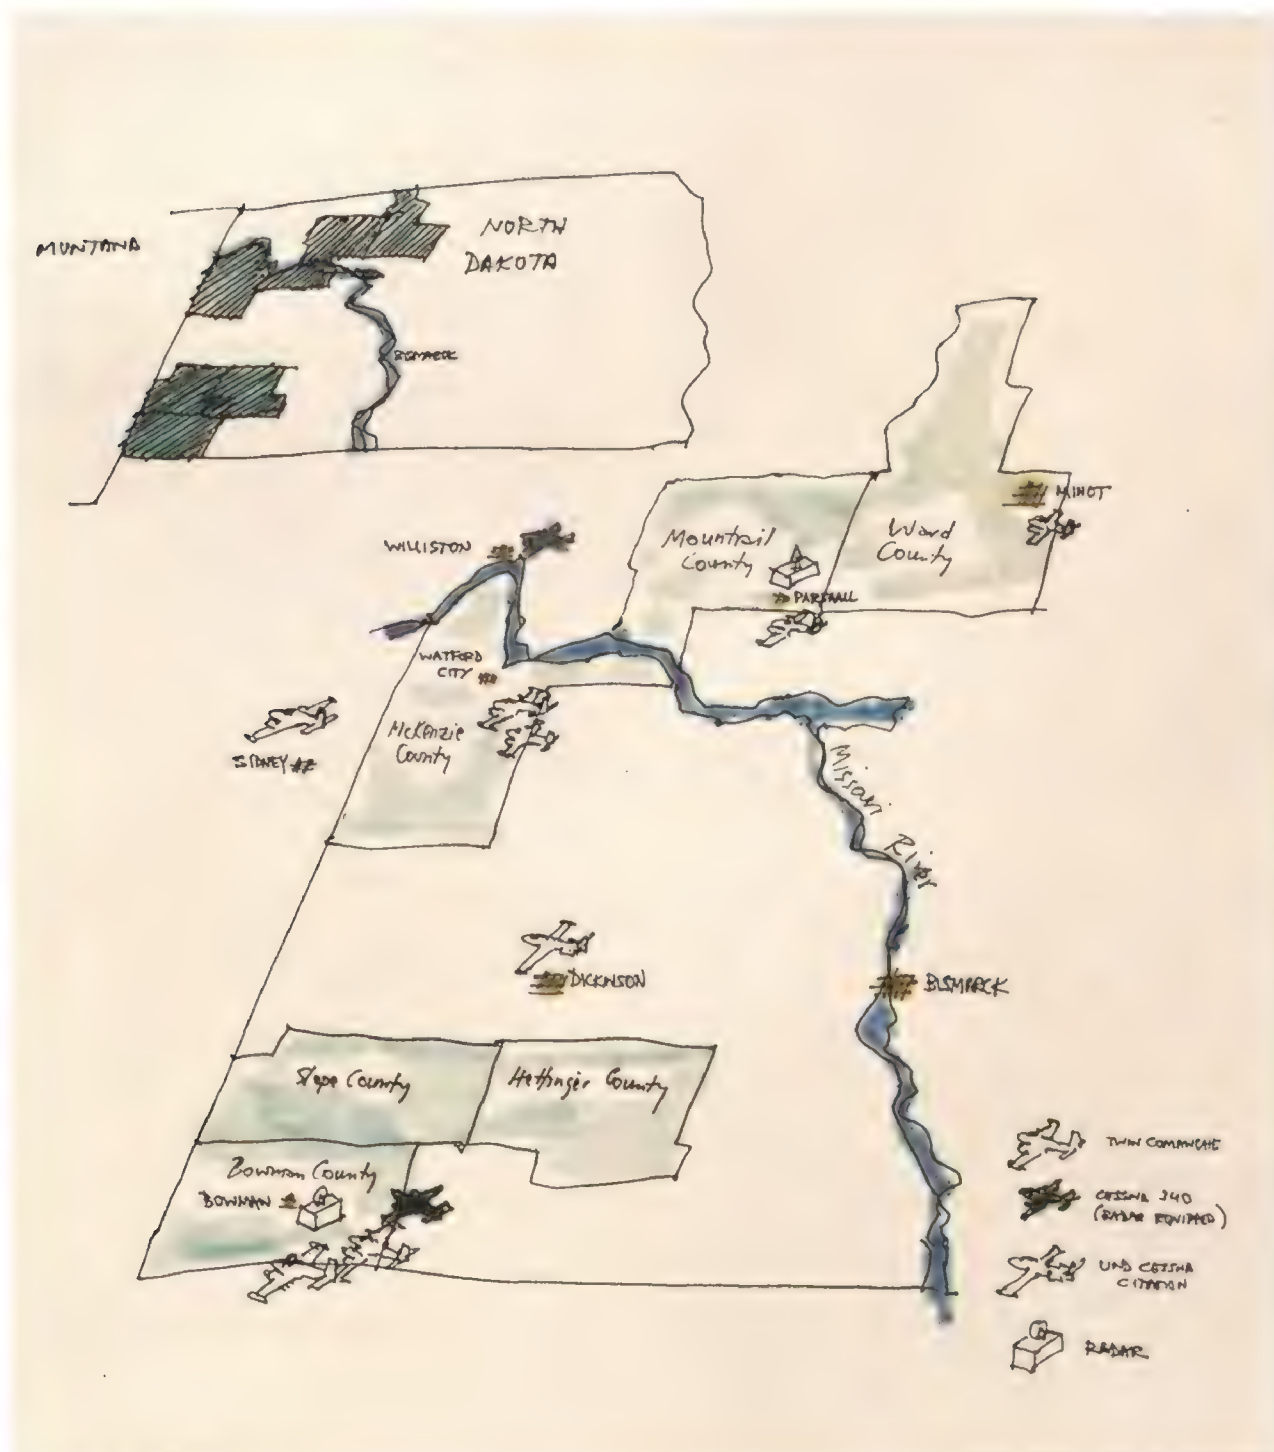 MUNTANA
NORTH
DAKOTA
BISMARCK
MINOT
WILLISTON
Mountrail
County
Ward
County
PARSHALL
WATFORD
CITY
McKenzie
County
SIDNEY
Missouri
River
DICKINSON
BISMARCK
Slope County
Hettinger County
Bowman County
BOWMAN
TWIN COMANCHE
CESSNA 340
(RADAR EQUIPPED)
UND CESSNA
CITATION
RADAR